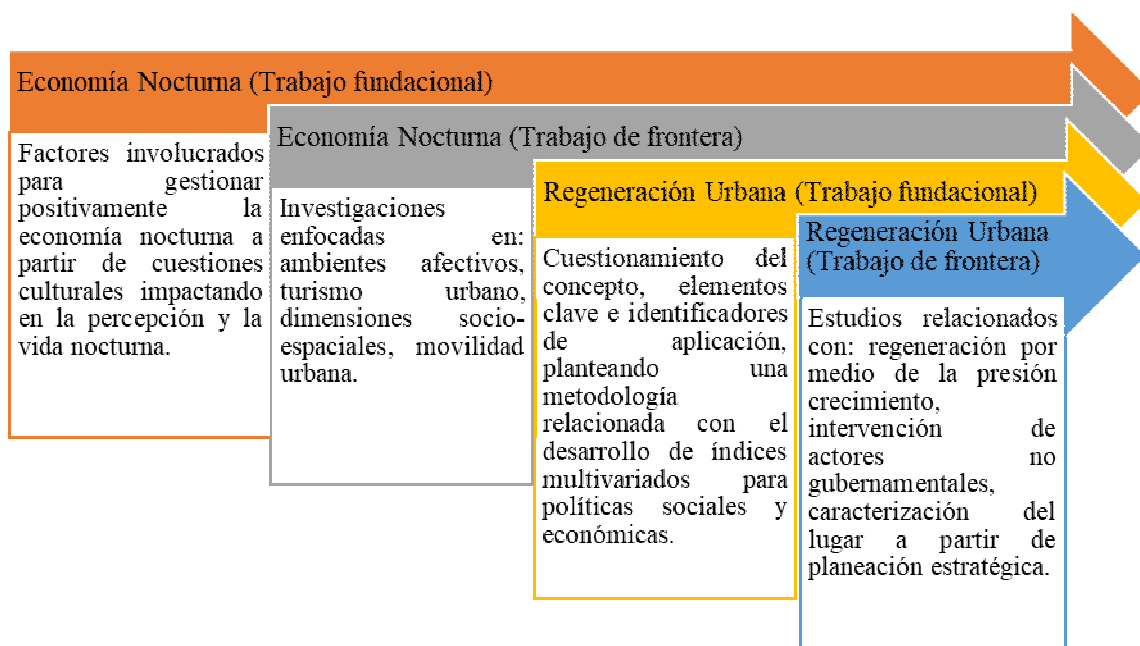 Economía Nocturna (Trabajo fundacional)
Factores involucrados
para gestionar
positivamente la
economía nocturna a
partir de cuestiones
culturales impactando
en la percepción y la
vida nocturna.
Economía Nocturna (Trabajo de frontera)
Investigaciones
enfocadas en:
ambientes afectivos,
turismo urbano,
dimensiones socio-
espaciales, movilidad
urbana.
Regeneración Urbana (Trabajo fundacional)
Cuestionamiento del
concepto, elementos
clave e identificadores
de aplicación,
planteando una
metodología
relacionada con el
desarrollo de índices
multivariados para
políticas sociales y
económicas.
Regeneración Urbana
(Trabajo de frontera)
Estudios relacionados
con: regeneración por
medio de la presión
crecimiento,
intervención de
actores no
gubernamentales,
caracterización del
lugar a partir de
planeación estratégica.